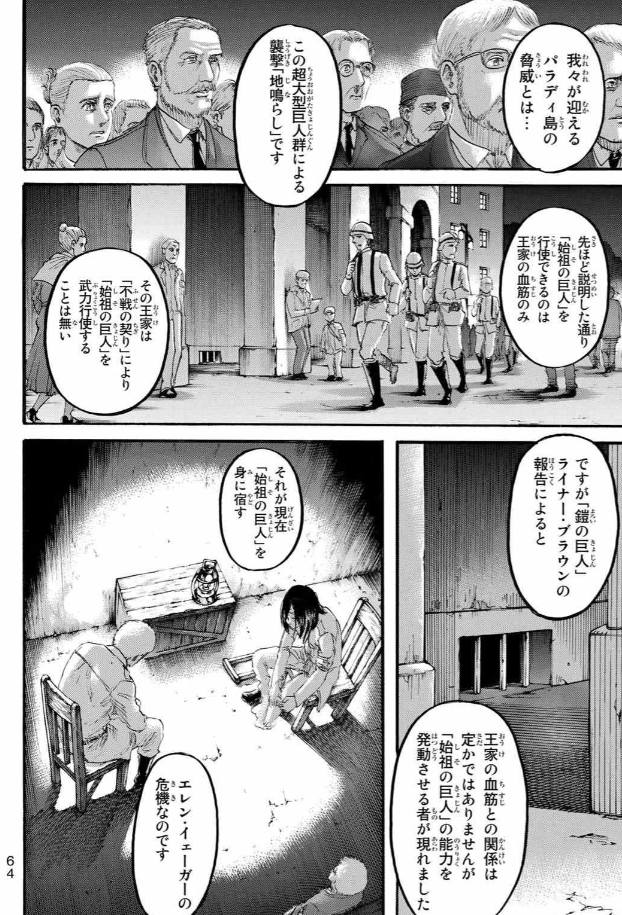 我々が迎える
パラディ島の
脅威とは…
この超大型巨人群による
襲撃「地鳴らし」です
先ほど説明した通り
「始祖の巨人」を
行使できるのは
王家の血筋のみ
その王家は
「不戦の契り」により
「始祖の巨人」を
武力行使する
ことは無い
ですが「鎧の巨人」
ライナー・ブラウンの
報告によると
王家の血筋との関係は
定かではありませんが
「始祖の巨人」の能力を
発動させる者が現れました
それが現在
「始祖の巨人」を
身に宿す
エレン・イェーガーの
危機なのです
64